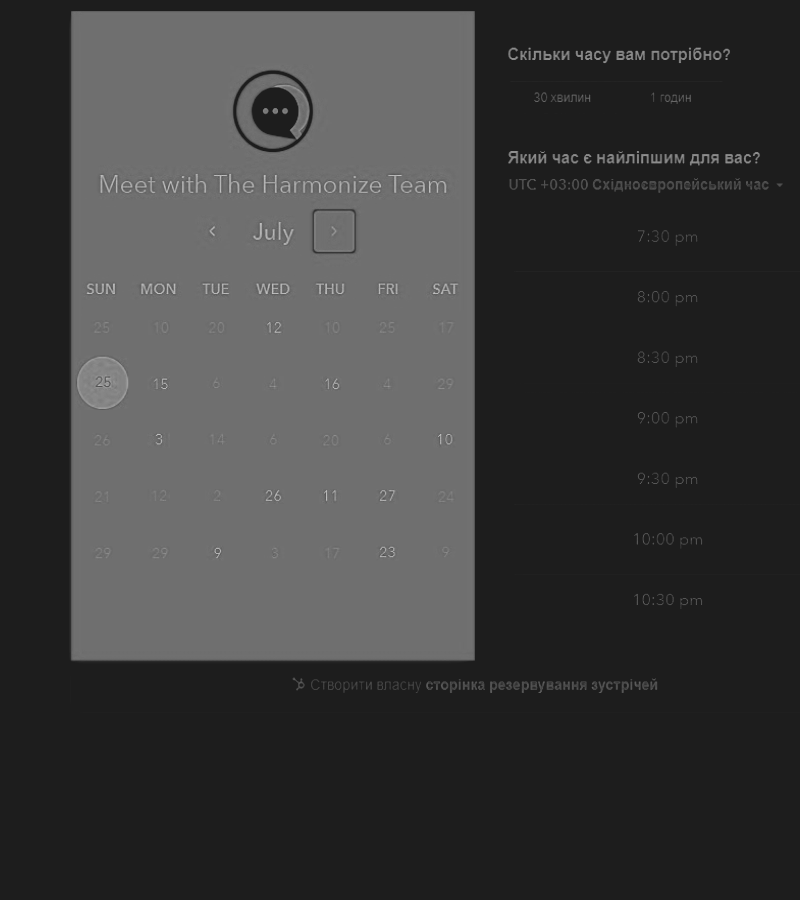 Meet with The Harmonize Team
July
SUN MON TUE WED THU FRI SAT
25 10 20 12 10 25 17
25 15 6 4 16 4 29
26 3 14 6 20 6 10
21 12 2 26 11 27 24
29 29 9 3 17 23 9
Скільки часу вам потрібно?
30 хвилин 1 годин
Який час є найліпшим для вас?
UTC +03:00 Східноєвропейський час
7:30 pm
8:00 pm
8:30 pm
9:00 pm
9:30 pm
10:00 pm
10:30 pm
Створити власну сторінка резервування зустрічей